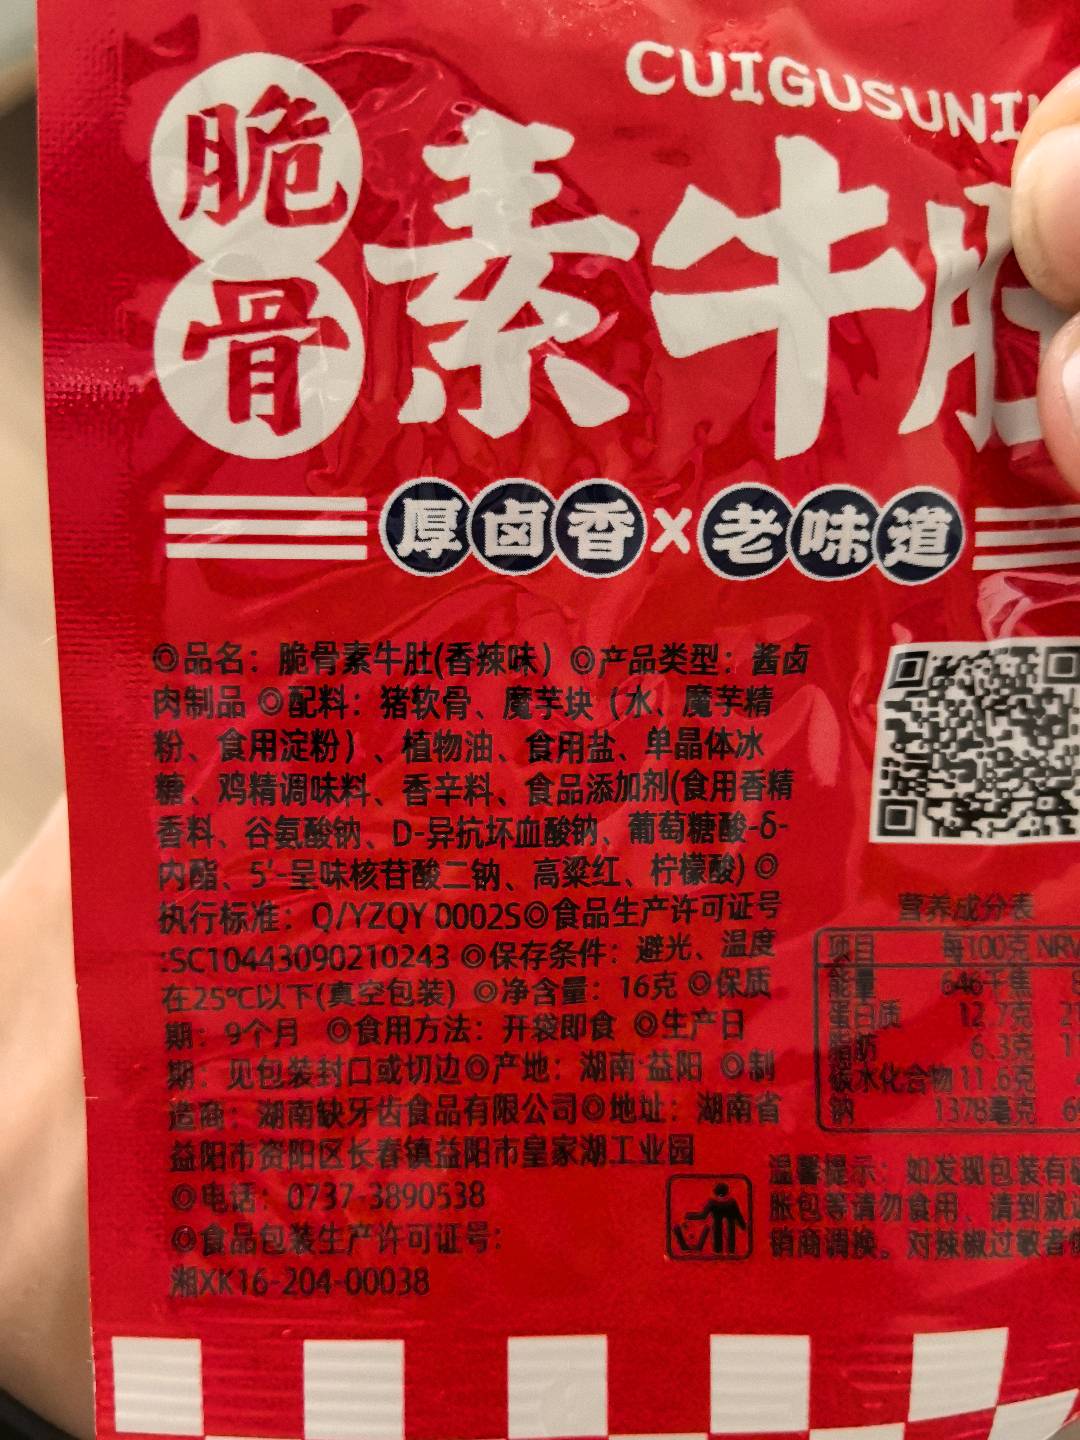 CUIGUSUNI
脆骨
素牛肚
厚卤香x老味道
◎品名：脆骨素牛肚(香辣味）◎产品类型：酱卤
肉制品 ◎配料：猪软骨、魔芋块（水、魔芋精
粉、食用淀粉）、植物油、食用盐、单晶体冰
糖、鸡精调味料、香辛料、食品添加剂(食用香精
香料、谷氨酸钠、D-异抗坏血酸钠、葡萄糖酸-δ-
内酯、5'-呈味核苷酸二钠、高粱红、柠檬酸) ◎
执行标准：Q/YZQY 0002S◎食品生产许可证号
:SC10443090210243 ◎保存条件：避光、温度
在25℃以下(真空包装) ◎净含量：16克 ◎保质
期：9个月 ◎食用方法：开袋即食 ◎生产日
期：见包装封口或切边◎产地：湖南·益阳 ◎制
造商：湖南缺牙齿食品有限公司◎地址：湖南省
益阳市资阳区长春镇益阳市皇家湖工业园
◎电话：0737-3890538
◎食品包装生产许可证号：
湘XK16-204-00038
营养成分表
项目 每100克 NRV
能量 646千焦 8
蛋白质 12.7克 2
脂肪 6.3克 1
碳水化合物 11.6克
钠 1378毫克 6
温馨提示：如发现包装有
胀包等请勿食用、请到就
销商调换。对辣椒过敏者